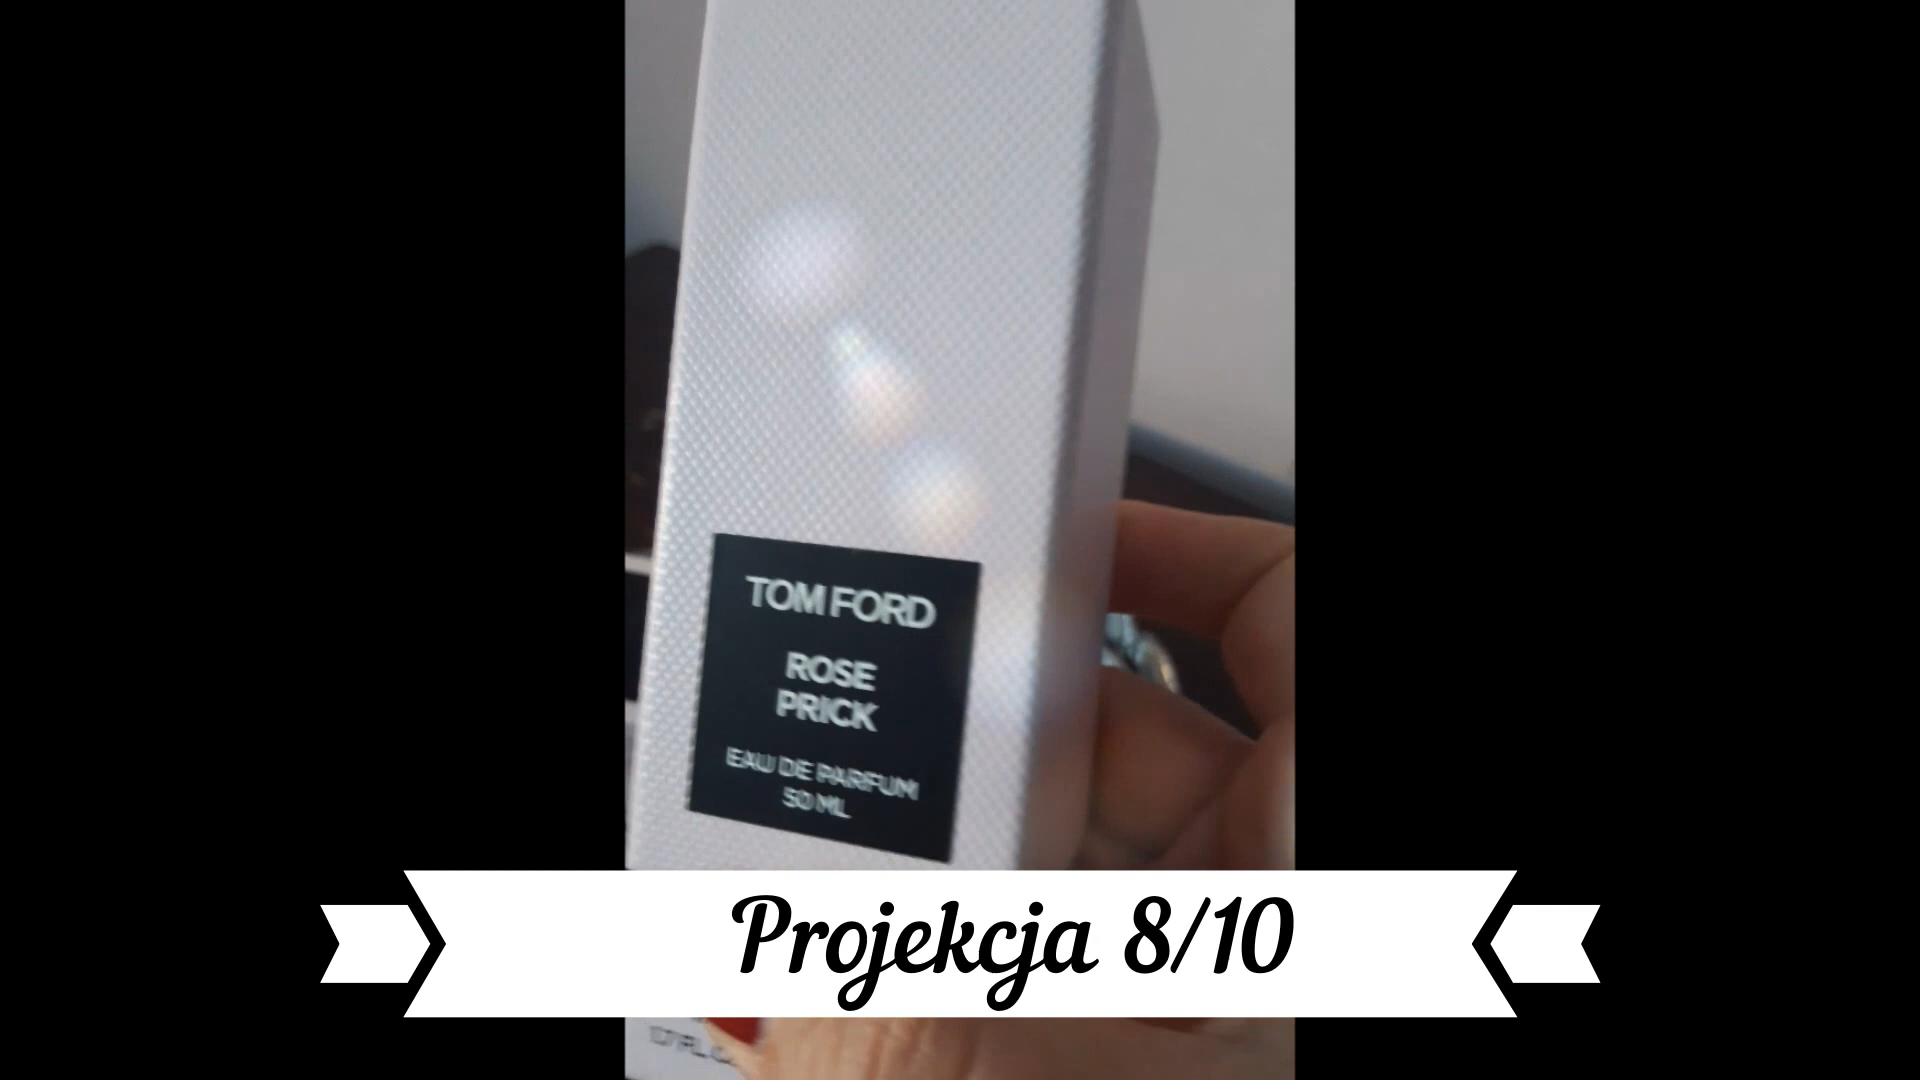 TOM FORD
ROSE
PRICK
EAU DE PARFUM
50 ML
Projekcja 8/10